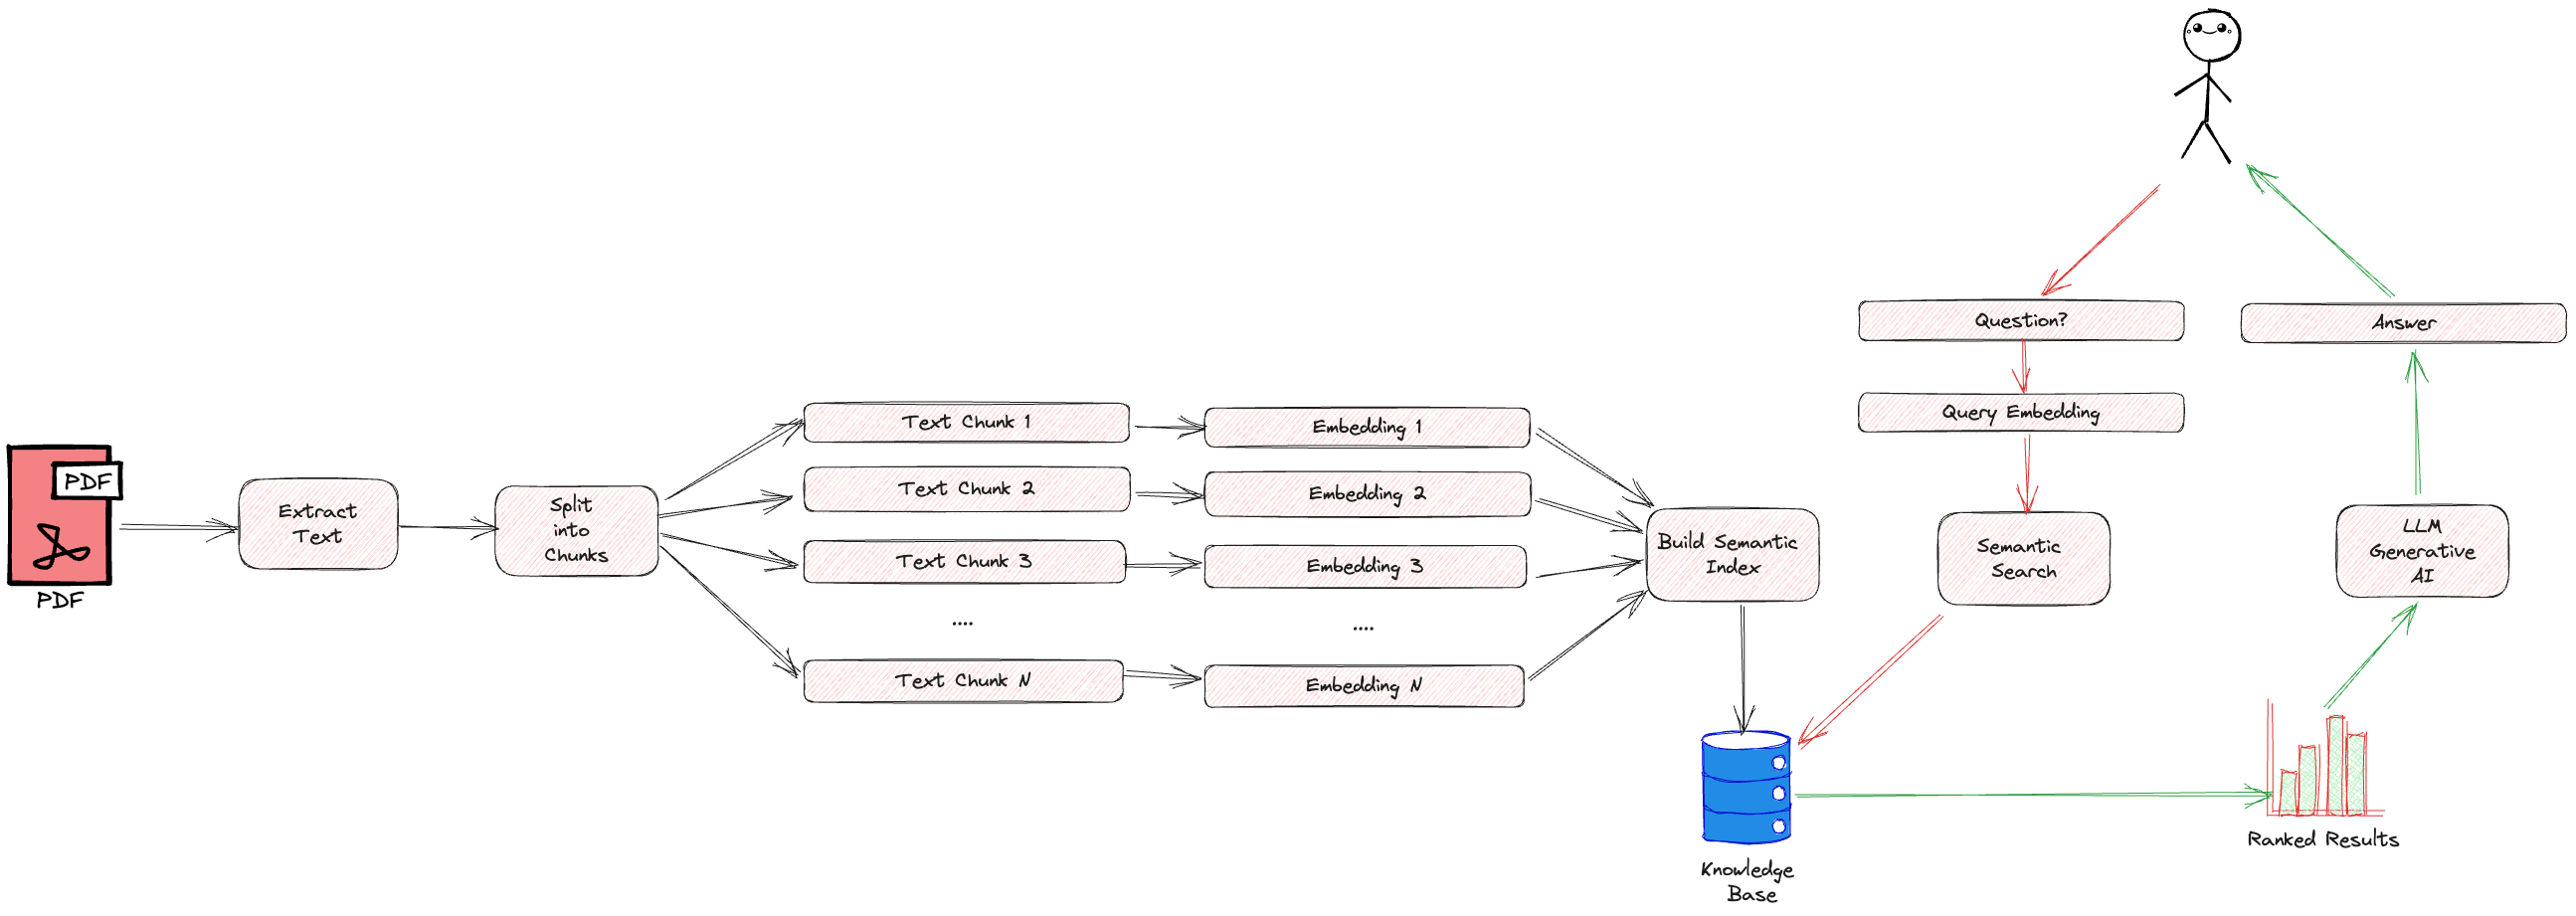 PDF
PDF
Extract
Text
Split
into
Chunks
Text Chunk 1
Text Chunk 2
Text Chunk 3
....
Text Chunk N
Embedding 1
Embedding 2
Embedding 3
....
Embedding N
Build Semantic
Index
Knowledge
Base
Question?
Query Embedding
Semantic
Search
Ranked Results
LLM
Generative
AI
Answer